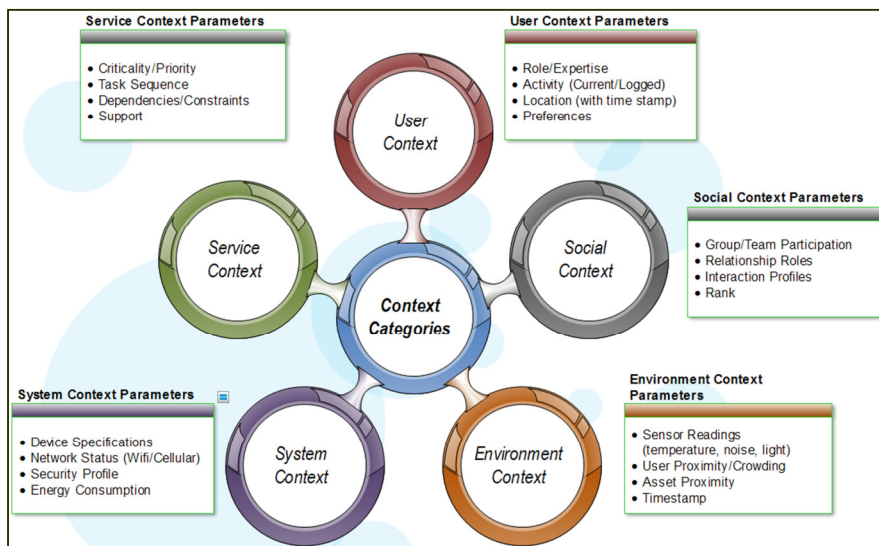 Service Context Parameters
• Criticality/Priority
• Task Sequence
• Dependencies/Constraints
• Support
User Context Parameters
• Role/Expertise
• Activity (Current/Logged)
• Location (with time stamp)
• Preferences
User
Context
Service
Context
Social
Context
Social Context Parameters
• Group/Team Participation
• Relationship Roles
• Interaction Profiles
• Rank
Context
Categories
System Context Parameters
• Device Specifications
• Network Status (Wifi/Cellular)
• Security Profile
• Energy Consumption
System
Context
Environment
Context
Environment Context
Parameters
• Sensor Readings
(temperature, noise, light)
• User Proximity/Crowding
• Asset Proximity
• Timestamp